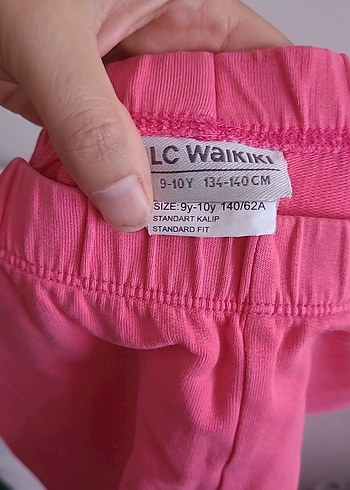 LC WAIKIKI
9-10Y 134-140 CM
SIZE: 9y-10y 140/62A
STANDART KALIP
STANDARD FIT